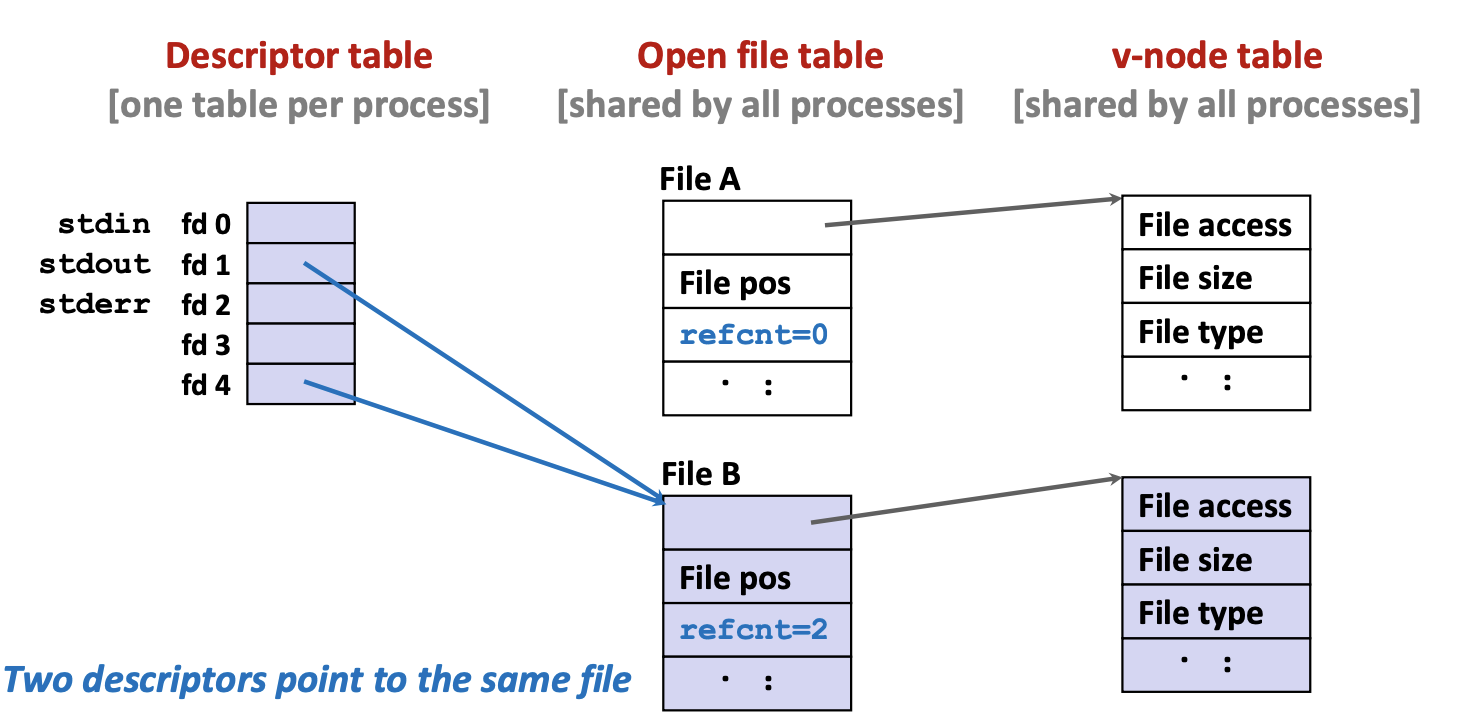 Descriptor table
[one table per process]
Open file table
[shared by all processes]
v-node table
[shared by all processes]
stdin fd 0
stdout fd 1
stderr fd 2
fd 3
fd 4
File A
File pos
refcnt=0
· :
File access
File size
File type
· :
File B
File pos
refcnt=2
· :
File access
File size
File type
· :
Two descriptors point to the same file